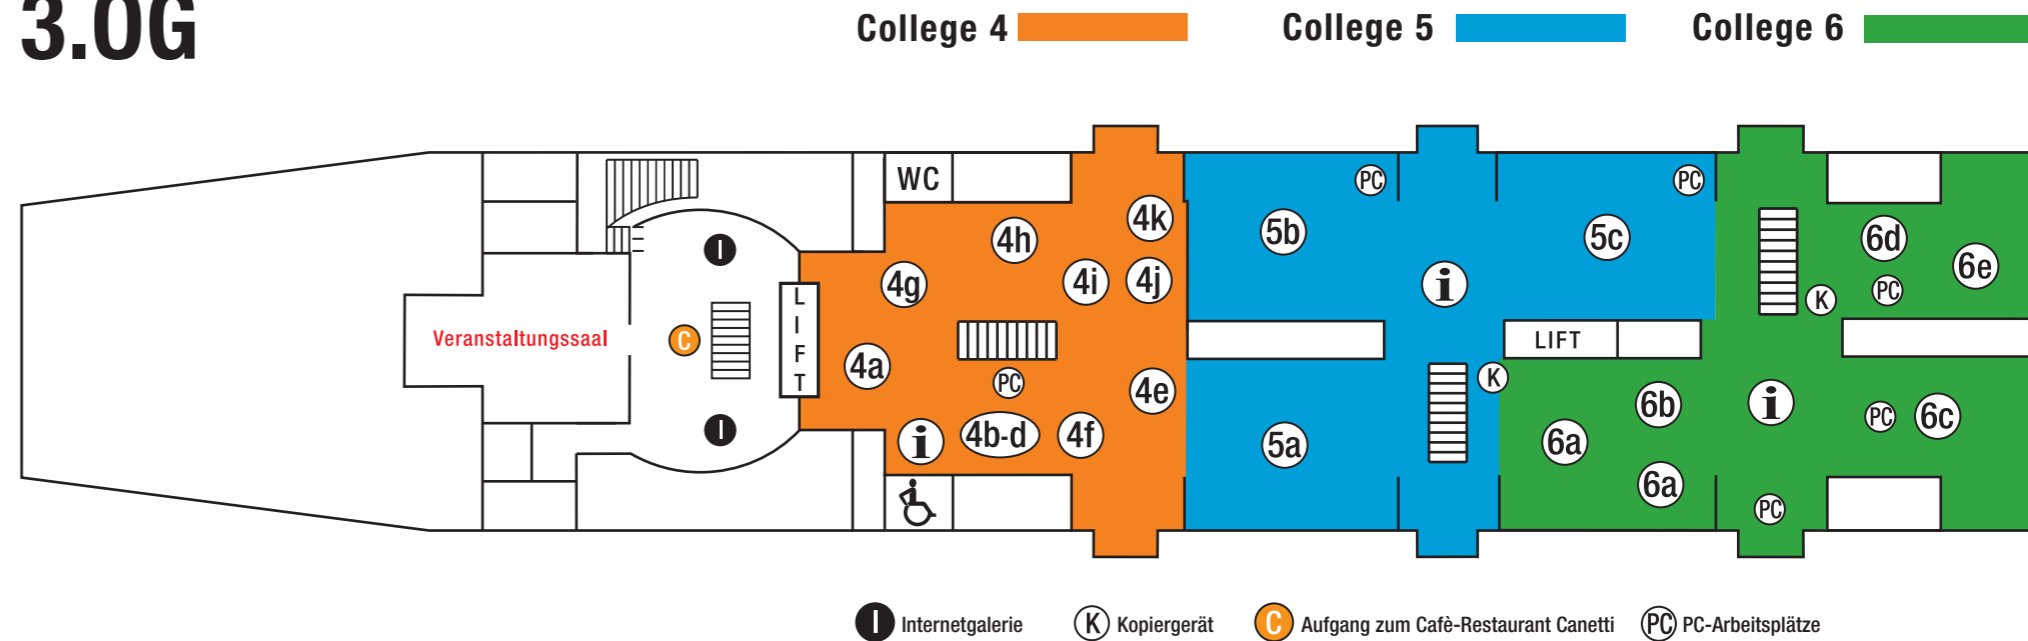 3.OG
College 4
College 5
College 6
WC
PC
PC
4k
4h
5b
5c
6d
I
4g
4i
4j
i
6e
PC
K
LIFT
Veranstaltungssaal
C
LIFT
4a
PC
4e
K
6b
i
PC
6c
I
i
4b-d
4f
5a
6a
6a
PC
I Internetgalerie
K Kopiergerät
C Aufgang zum Cafè-Restaurant Canetti
PC PC-Arbeitsplätze